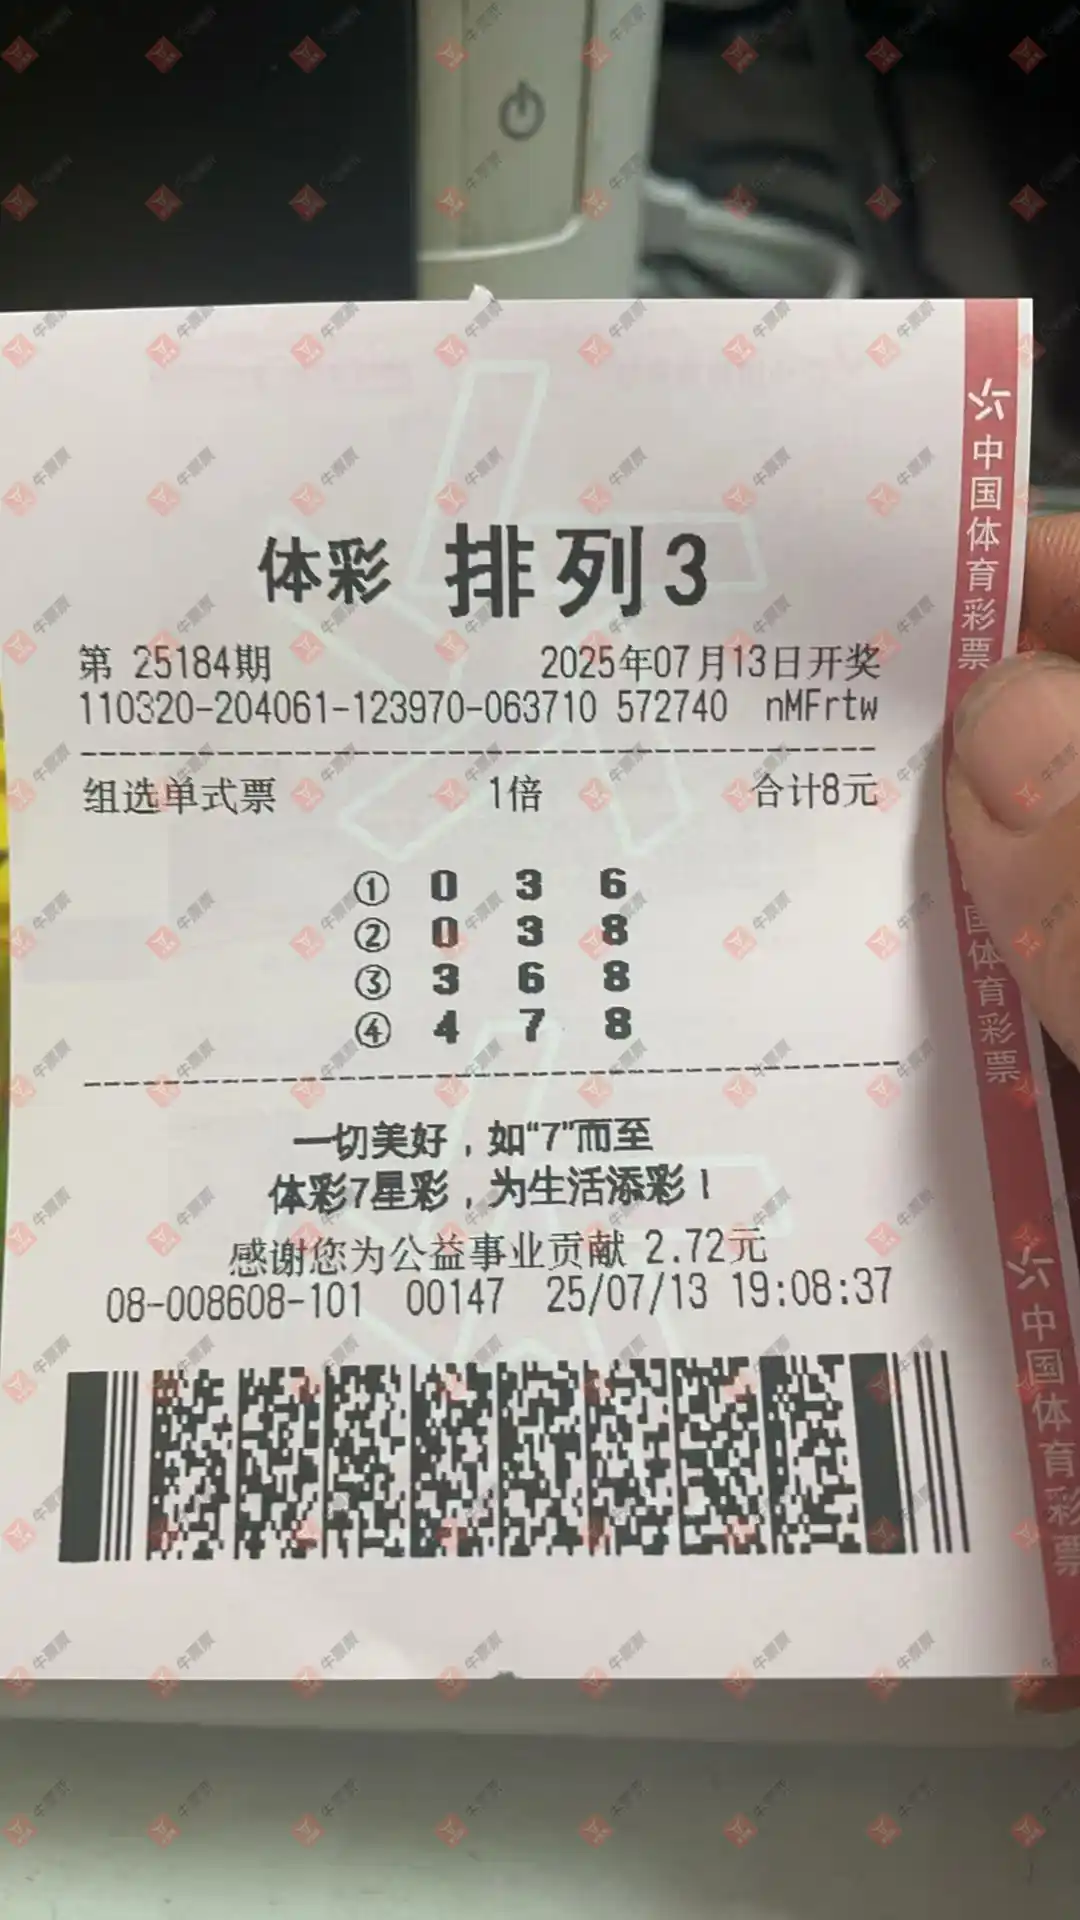 体彩 排列3
第 25184期 2025年07月13日开奖
110320-204061-123970-063710 572740 nMFrtw
组选单式票 1倍 合计8元
① 0 3 6
② 0 3 8
③ 3 6 8
④ 4 7 8
一切美好，如“7”而至
体彩7星彩，为生活添彩！
感谢您为公益事业贡献 2.72元
08-008608-101 00147 25/07/13 19:08:37
中国体育彩票
国体育彩票
中国体育彩票
牛票票